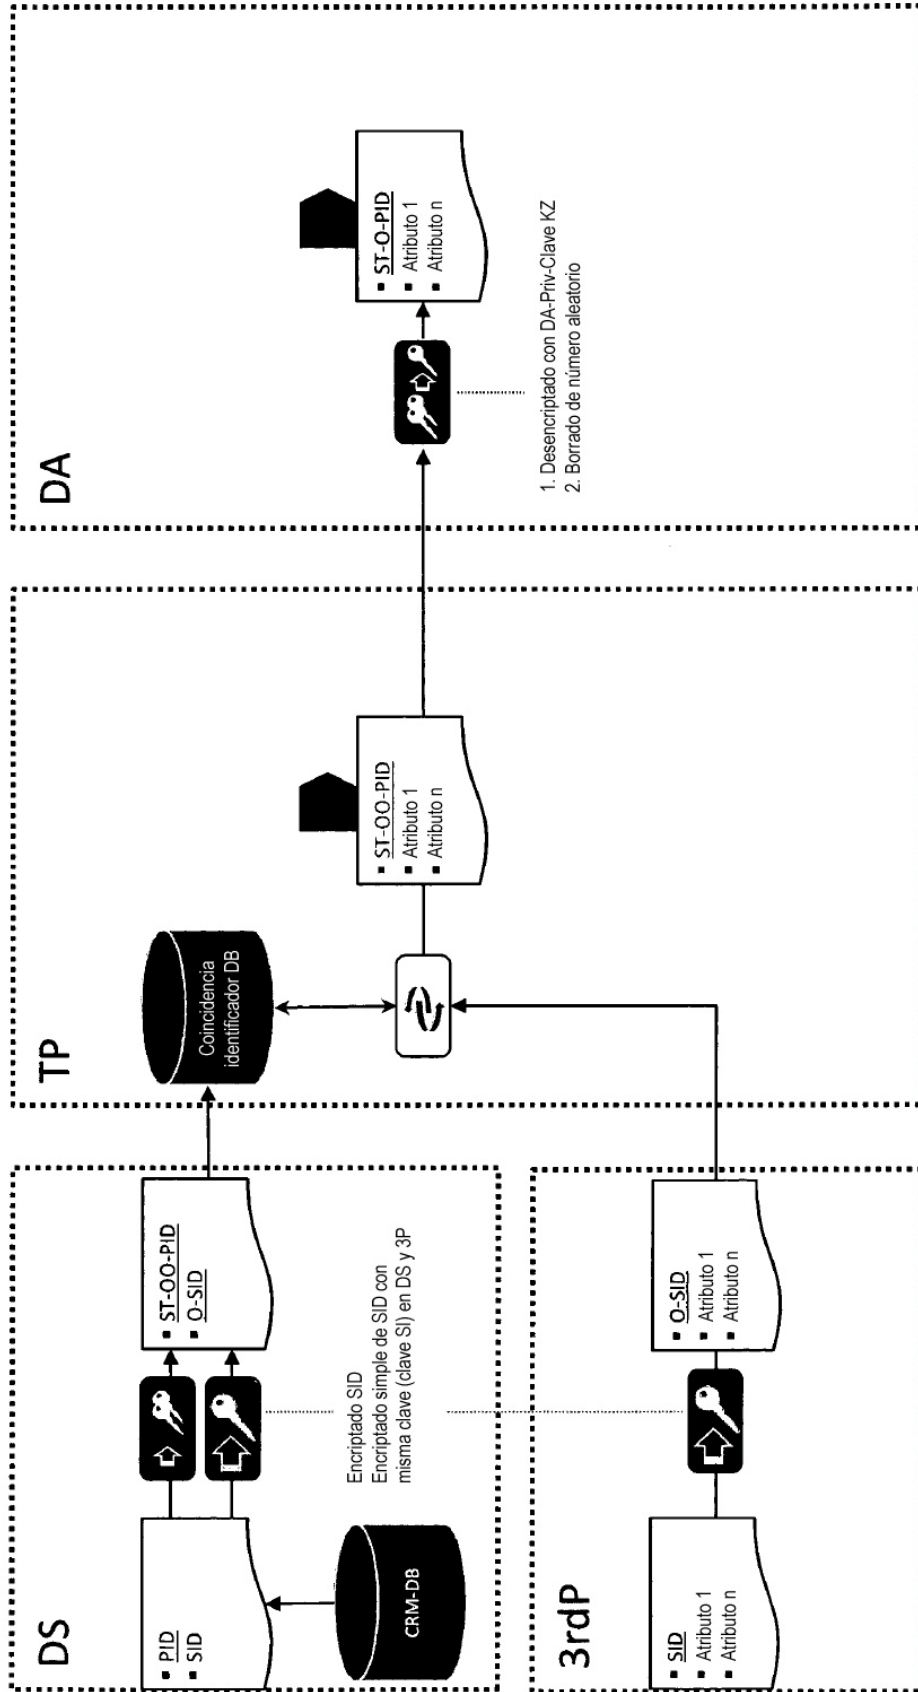 DS
PID
SID
CRM-DB
ST-OO-PID
O-SID
Encriptado SID
Encriptado simple de SID con
misma clave (clave SI) en DS y 3P
3rdP
SID
Atributo 1
Atributo n
O-SID
Atributo 1
Atributo n
TP
Coincidencia
identificador DB
ST-OO-PID
Atributo 1
Atributo n
DA
ST-O-PID
Atributo 1
Atributo n
1. Desencriptado con DA-Priv-Clave KZ
2. Borrado de número aleatorio